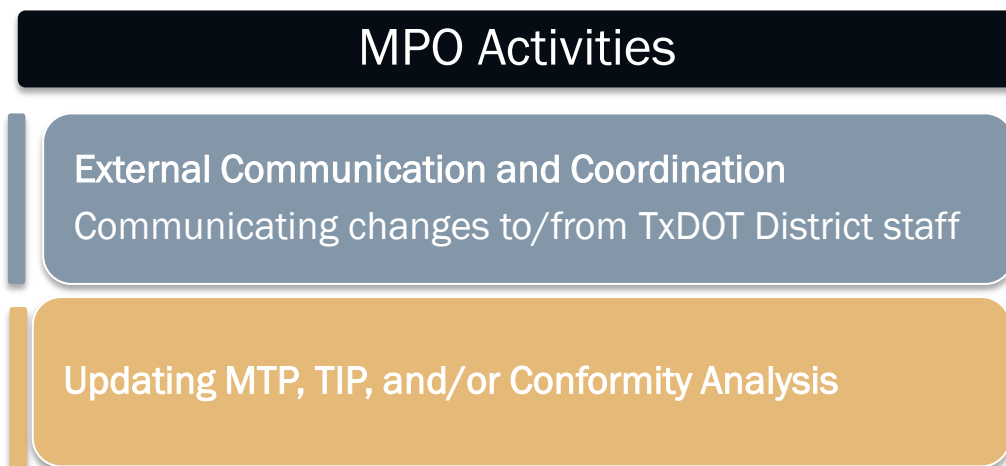 MPO Activities
External Communication and Coordination
Communicating changes to/from TxDOT District staff
Updating MTP, TIP, and/or Conformity Analysis